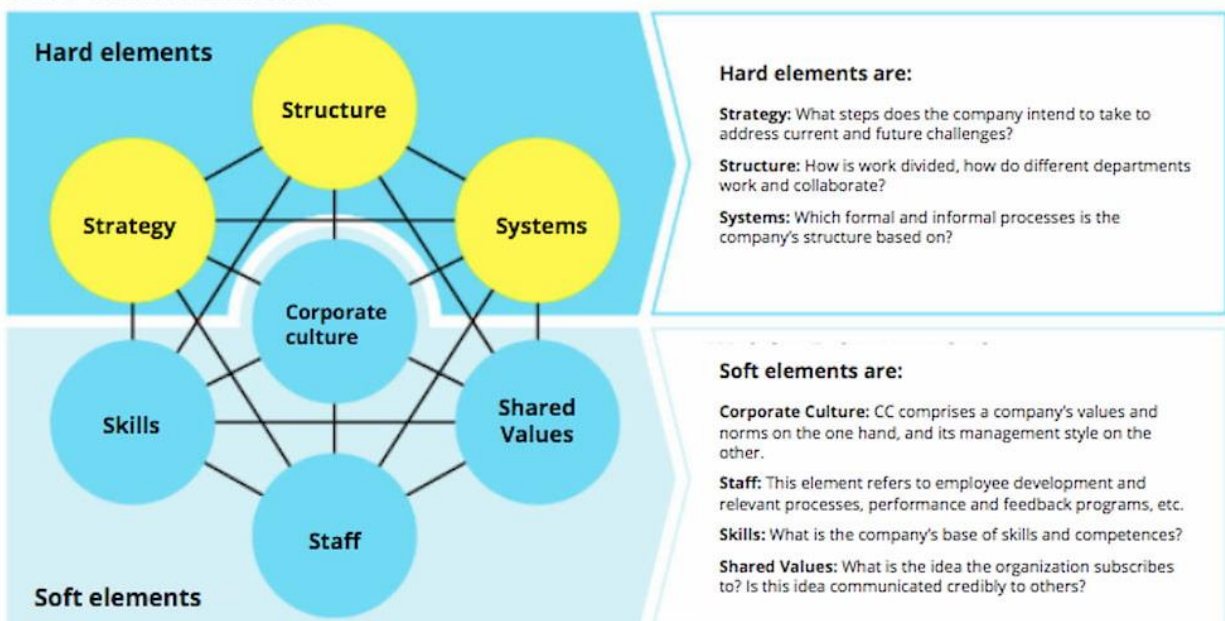 Hard elements
Structure
Strategy
Systems
Corporate
culture
Skills
Shared
Values
Staff
Soft elements
Hard elements are:
Strategy: What steps does the company intend to take to
address current and future challenges?
Structure: How is work divided, how do different departments
work and collaborate?
Systems: Which formal and informal processes is the
company's structure based on?
Soft elements are:
Corporate Culture: CC comprises a company's values and
norms on the one hand, and its management style on the
other.
Staff: This element refers to employee development and
relevant processes, performance and feedback programs, etc.
Skills: What is the company's base of skills and competences?
Shared Values: What is the idea the organization subscribes
to? Is this idea communicated credibly to others?